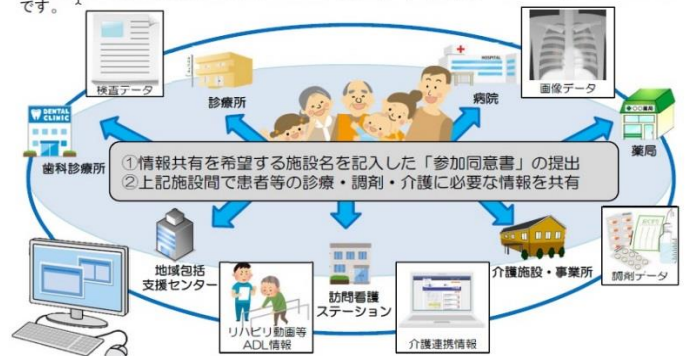 です。
検査データ
診療所
HOSPITAL
病院
画像データ
DENTAL
CLINIC
歯科診療所
薬局
薬局
①情報共有を希望する施設名を記入した「参加同意書」の提出
②上記施設間で患者等の診療・調剤・介護に必要な情報を共有
地域包括
支援センター
訪問看護
ステーション
介護施設・事業所
調剤データ
リハビリ動画等
ADL情報
介護連携情報